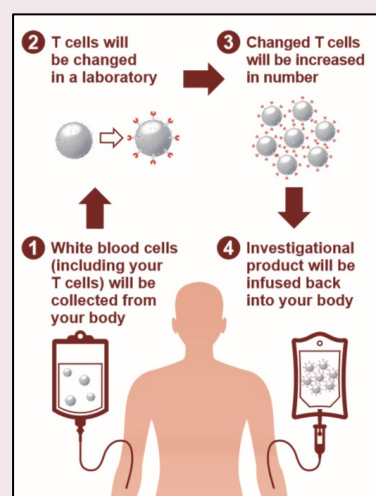 1 White blood cells
(including your
T cells) will be
collected from
your body
2 T cells will
be changed
in a laboratory
3 Changed T cells
will be increased
in number
4 Investigational
product will be
infused back
into your body